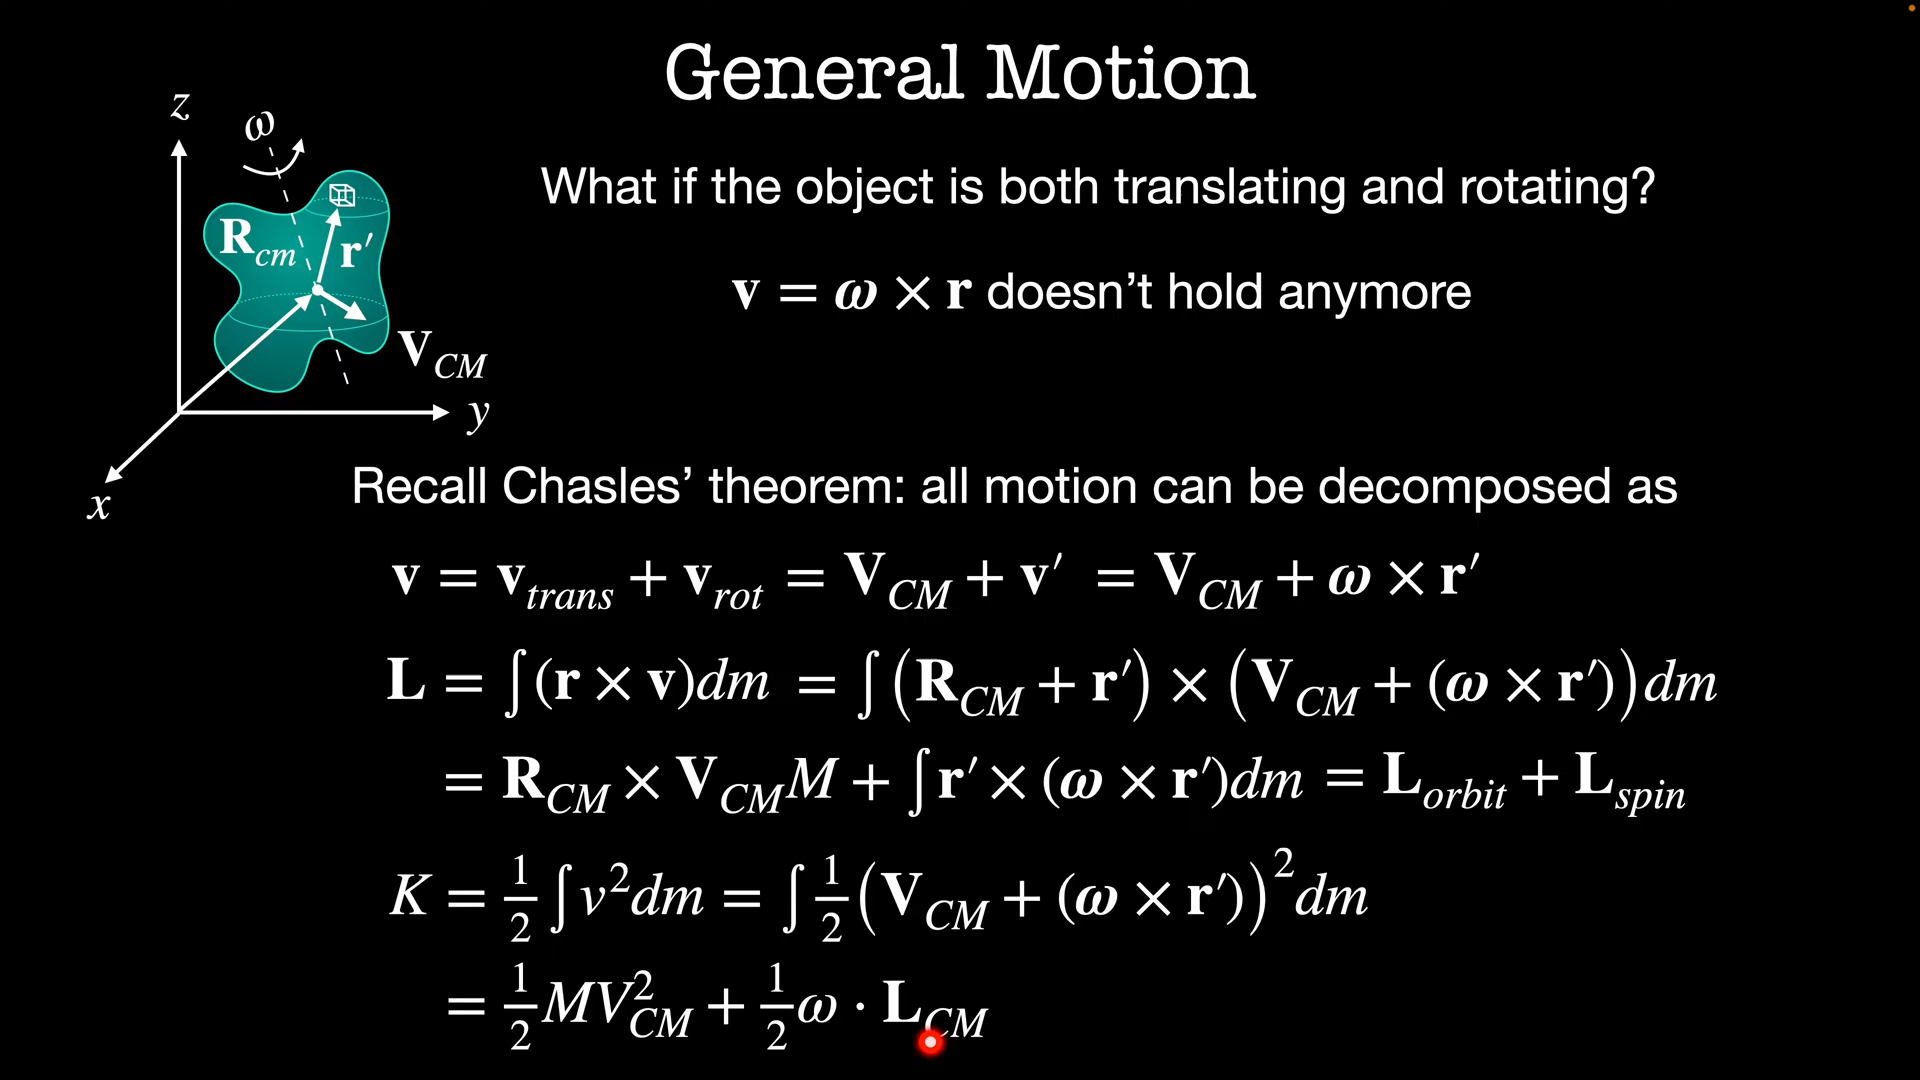 General Motion
z
ω
R_cm
r′
V_CM
y
x
What if the object is both translating and rotating?
v = ω × r doesn’t hold anymore
Recall Chasles’ theorem: all motion can be decomposed as
v = v_trans + v_rot = V_CM + v′ = V_CM + ω × r′
L = ∫(r × v)dm = ∫(R_CM + r′) × (V_CM + (ω × r′))dm
= R_CM × V_CM M + ∫r′ × (ω × r′)dm = L_orbit + L_spin
K = 1/2 ∫v²dm = ∫1/2(V_CM + (ω × r′))²dm
= 1/2 MV²_CM + 1/2 ω · L_CM